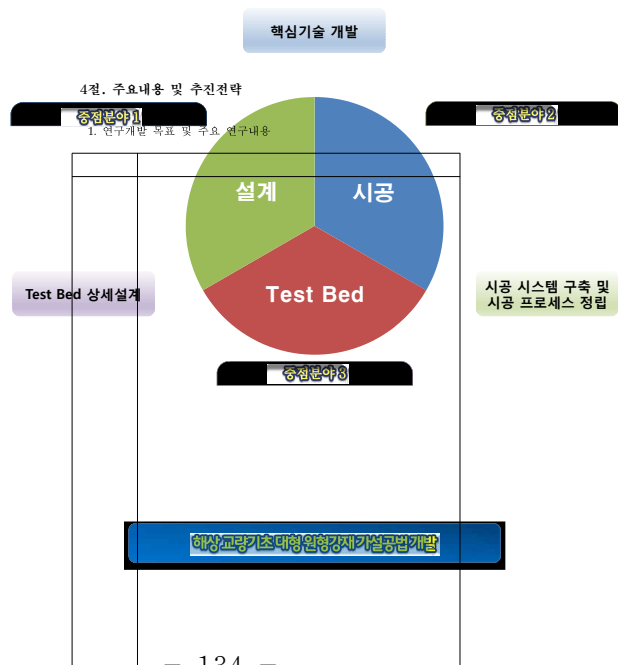 핵심기술 개발
4절. 주요내용 및 추진전략
중점분야 1
중점분야 2
1. 연구개발 목표 및 주요 연구내용
설계
시공
Test Bed 상세설계
Test Bed
시공 시스템 구축 및
시공 프로세스 정립
중점분야 3
해상 교량기초 대형 원형강재 가설공법 개발
- 134 -